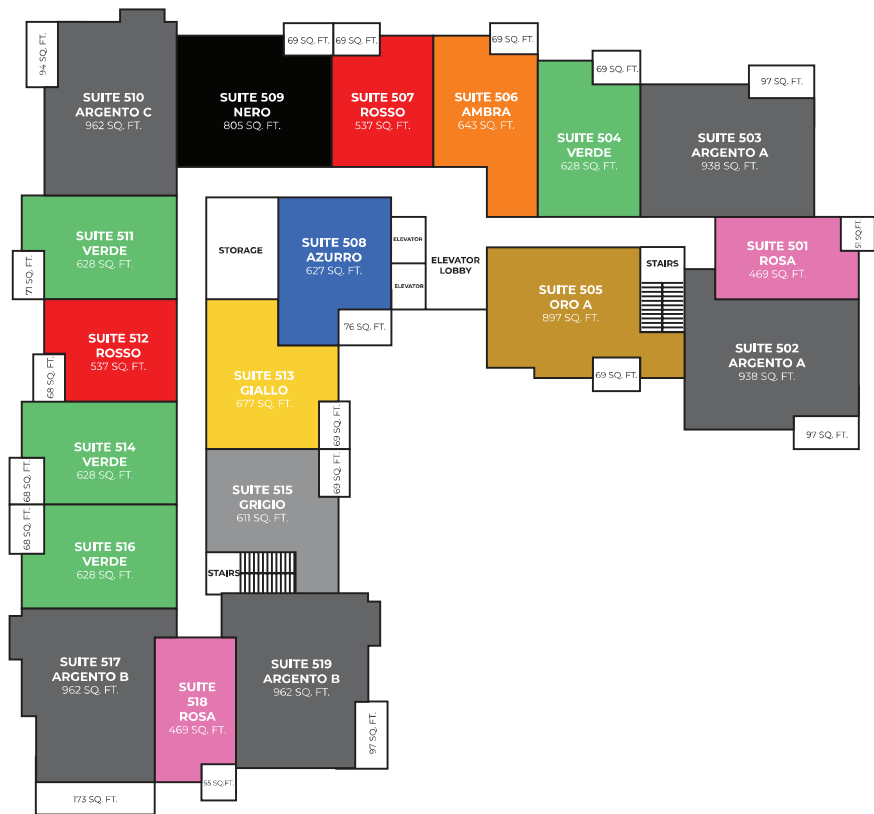 94 SQ. FT.
SUITE 510
ARGENTO C
962 SQ. FT.
SUITE 509
NERO
805 SQ. FT.
69 SQ. FT.
69 SQ. FT.
SUITE 507
ROSSO
537 SQ. FT.
69 SQ. FT.
SUITE 506
AMBRA
643 SQ. FT.
69 SQ. FT.
SUITE 504
VERDE
628 SQ. FT.
97 SQ. FT.
SUITE 503
ARGENTO A
938 SQ. FT.
SUITE 511
VERDE
628 SQ. FT.
71 SQ. FT.
STORAGE
SUITE 508
AZURRO
627 SQ. FT.
76 SQ. FT.
ELEVATOR
ELEVATOR
ELEVATOR
LOBBY
SUITE 505
ORO A
897 SQ. FT.
69 SQ. FT.
STAIRS
SUITE 501
ROSA
469 SQ. FT.
51 SQ.FT.
SUITE 502
ARGENTO A
938 SQ. FT.
97 SQ. FT.
SUITE 512
ROSSO
537 SQ. FT.
68 SQ. FT.
SUITE 513
GIALLO
677 SQ. FT.
69 SQ. FT.
SUITE 514
VERDE
628 SQ. FT.
68 SQ. FT.
SUITE 515
GRIGIO
611 SQ. FT.
69 SQ. FT.
STAIRS
68 SQ. FT.
SUITE 516
VERDE
628 SQ. FT.
SUITE 517
ARGENTO B
962 SQ. FT.
173 SQ. FT.
SUITE
518
ROSA
469 SQ. FT.
55 SQ.FT.
SUITE 519
ARGENTO B
962 SQ. FT.
97 SQ. FT.